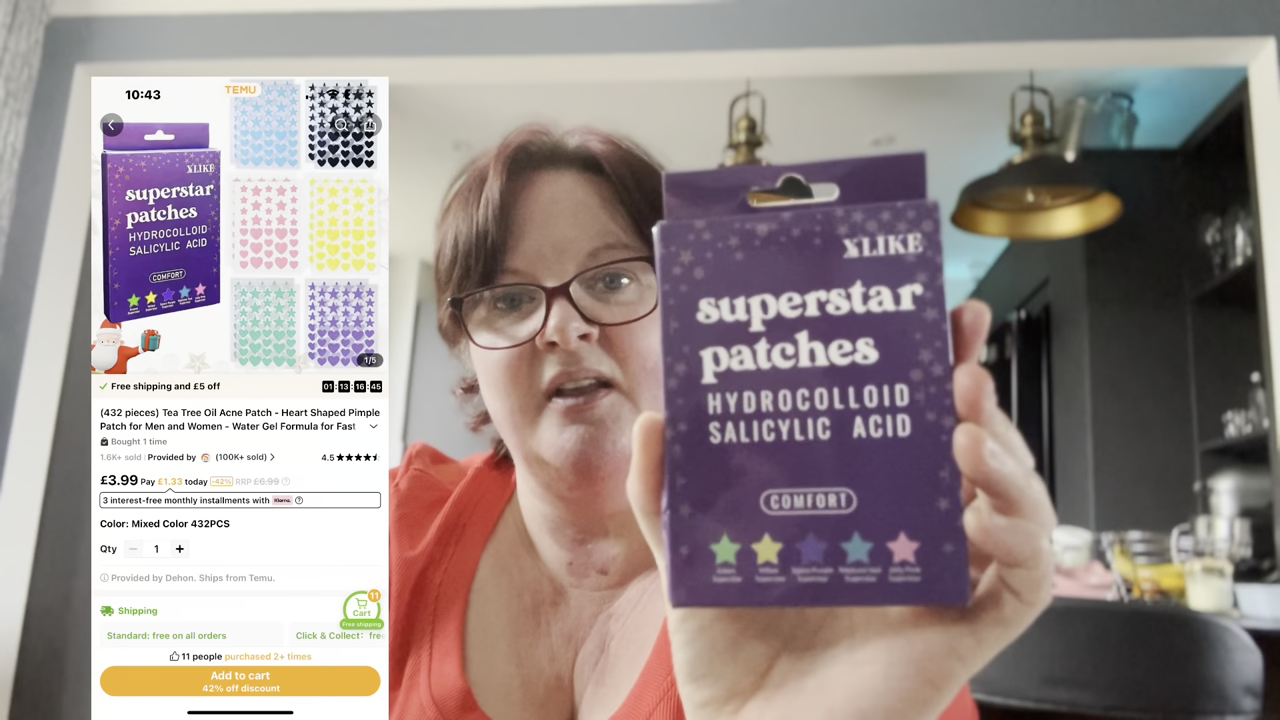 10:43
TEMU
XLIKE
superstar
patches
HYDROCOLLOID
SALICYLIC ACID
COMFORT
1/5
Free shipping and £5 off
01:13:16:45
(432 pieces) Tea Tree Oil Acne Patch - Heart Shaped Pimple
Patch for Men and Women - Water Gel Formula for Fast
Bought 1 time
1.6K+ sold Provided by (100K+ sold) 4.5
£3.99 Pay £1.33 today -42% RRP £6.99
3 interest-free monthly installments with Klarna.
Color: Mixed Color 432PCS
Qty 1
Provided by Dehon. Ships from Temu.
Shipping
11
Cart
Free shipping
Standard: free on all orders
Click & Collect: free
11 people purchased 2+ times
Add to cart
42% off discount
XLIKE
superstar
patches
HYDROCOLLOID
SALICYLIC ACID
COMFORT